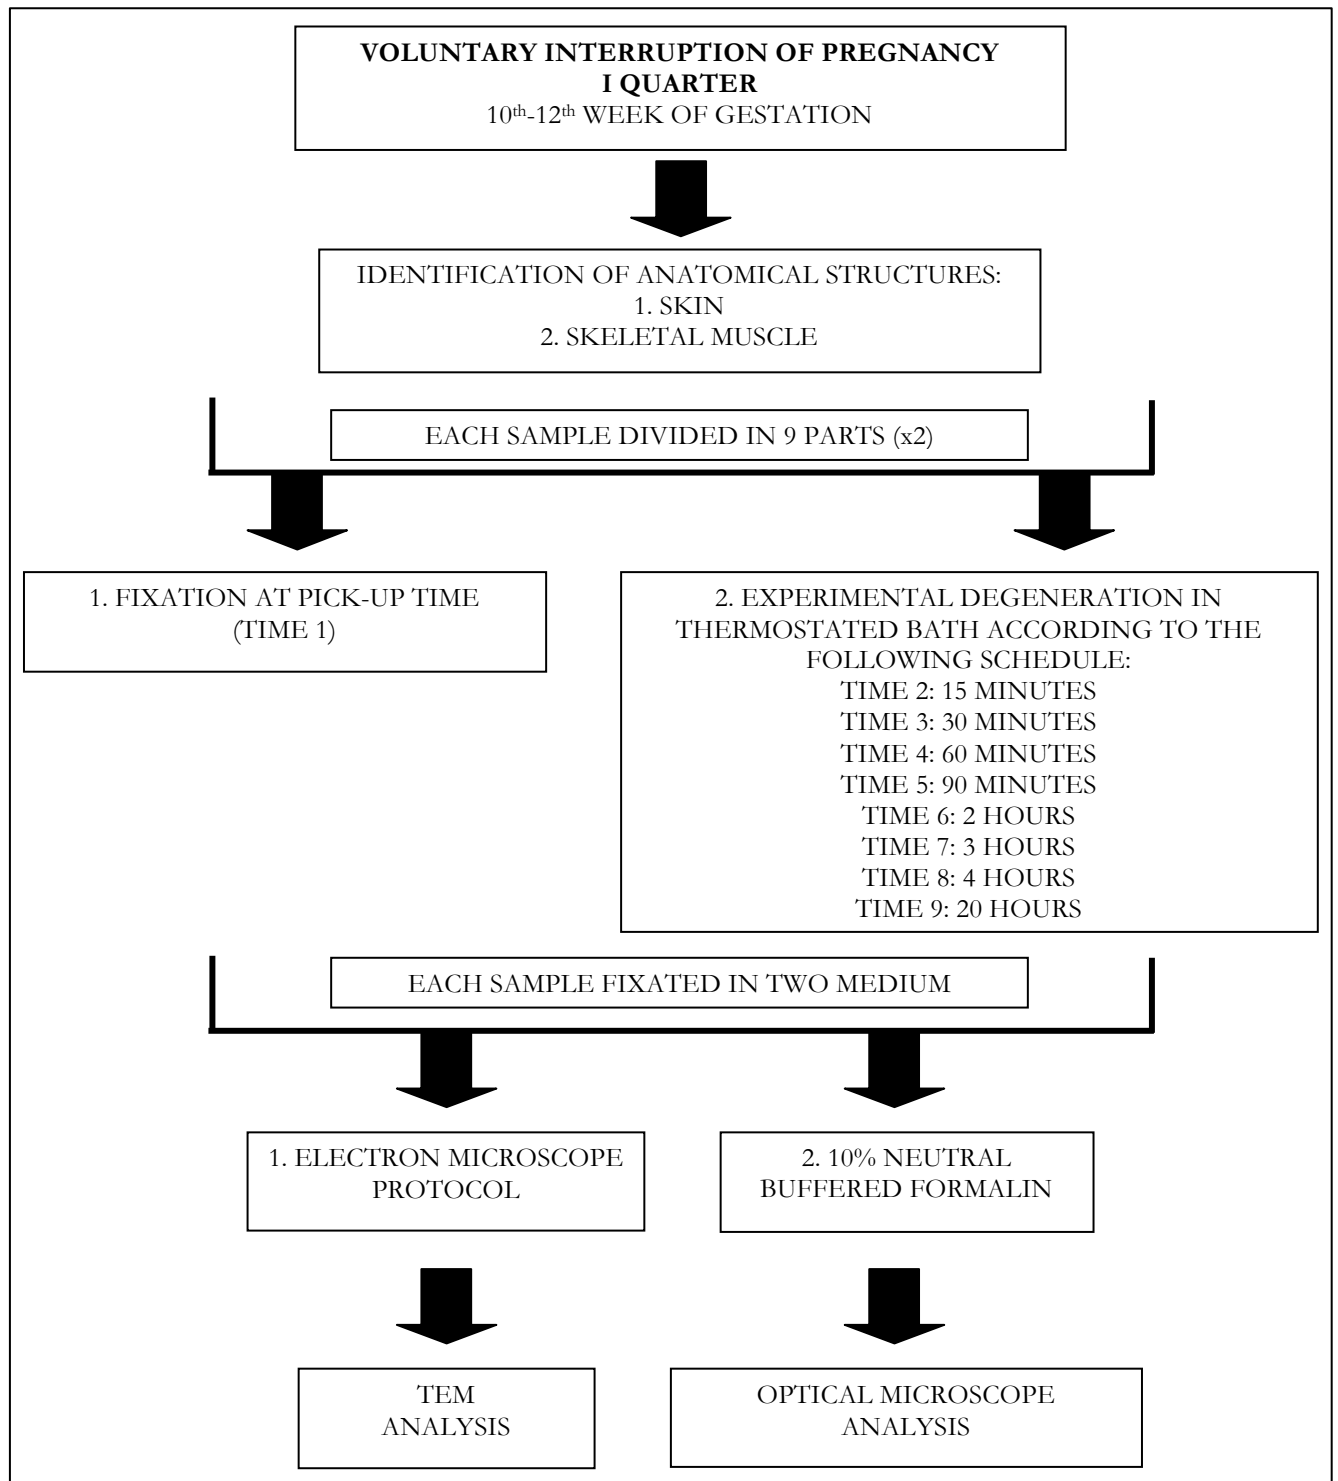 VOLUNTARY INTERRUPTION OF PREGNANCY
I QUARTER
10th-12th WEEK OF GESTATION
IDENTIFICATION OF ANATOMICAL STRUCTURES:
1. SKIN
2. SKELETAL MUSCLE
EACH SAMPLE DIVIDED IN 9 PARTS (x2)
1. FIXATION AT PICK-UP TIME
(TIME 1)
2. EXPERIMENTAL DEGENERATION IN
THERMOSTATED BATH ACCORDING TO THE
FOLLOWING SCHEDULE:
TIME 2: 15 MINUTES
TIME 3: 30 MINUTES
TIME 4: 60 MINUTES
TIME 5: 90 MINUTES
TIME 6: 2 HOURS
TIME 7: 3 HOURS
TIME 8: 4 HOURS
TIME 9: 20 HOURS
EACH SAMPLE FIXATED IN TWO MEDIUM
1. ELECTRON MICROSCOPE
PROTOCOL
2. 10% NEUTRAL
BUFFERED FORMALIN
TEM
ANALYSIS
OPTICAL MICROSCOPE
ANALYSIS